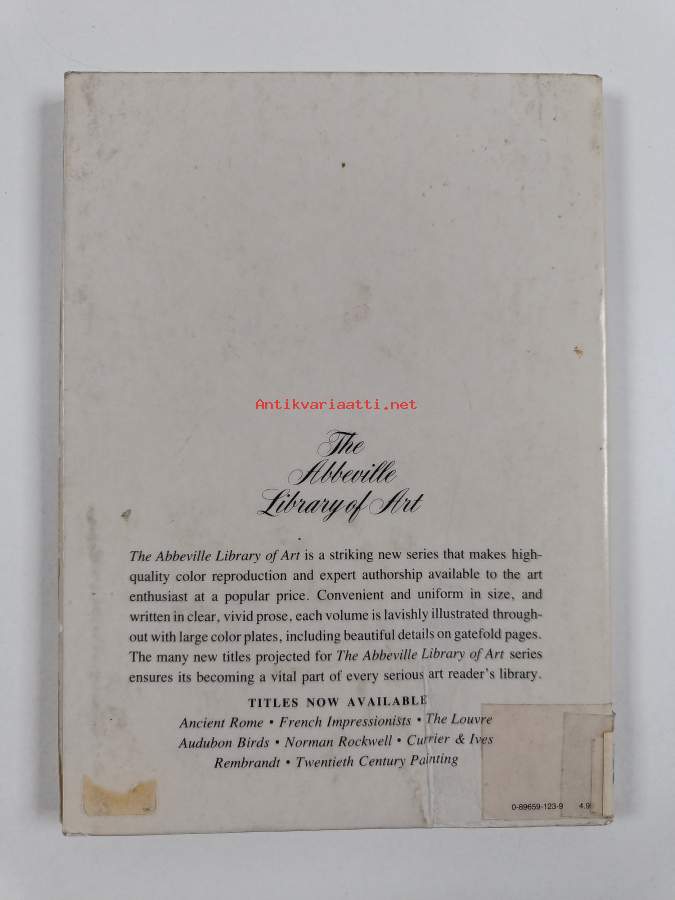 Antikvariaatti.net
The
Abbeville
Library of Art
The Abbeville Library of Art is a striking new series that makes high-
quality color reproduction and expert authorship available to the art
enthusiast at a popular price. Convenient and uniform in size, and
written in clear, vivid prose, each volume is lavishly illustrated through-
out with large color plates, including beautiful details on gatefold pages.
The many new titles projected for The Abbeville Library of Art series
ensures its becoming a vital part of every serious art reader's library.
TITLES NOW AVAILABLE
Ancient Rome • French Impressionists • The Louvre
Audubon Birds • Norman Rockwell • Currier & Ives
Rembrandt • Twentieth Century Painting
0-89659-123-9